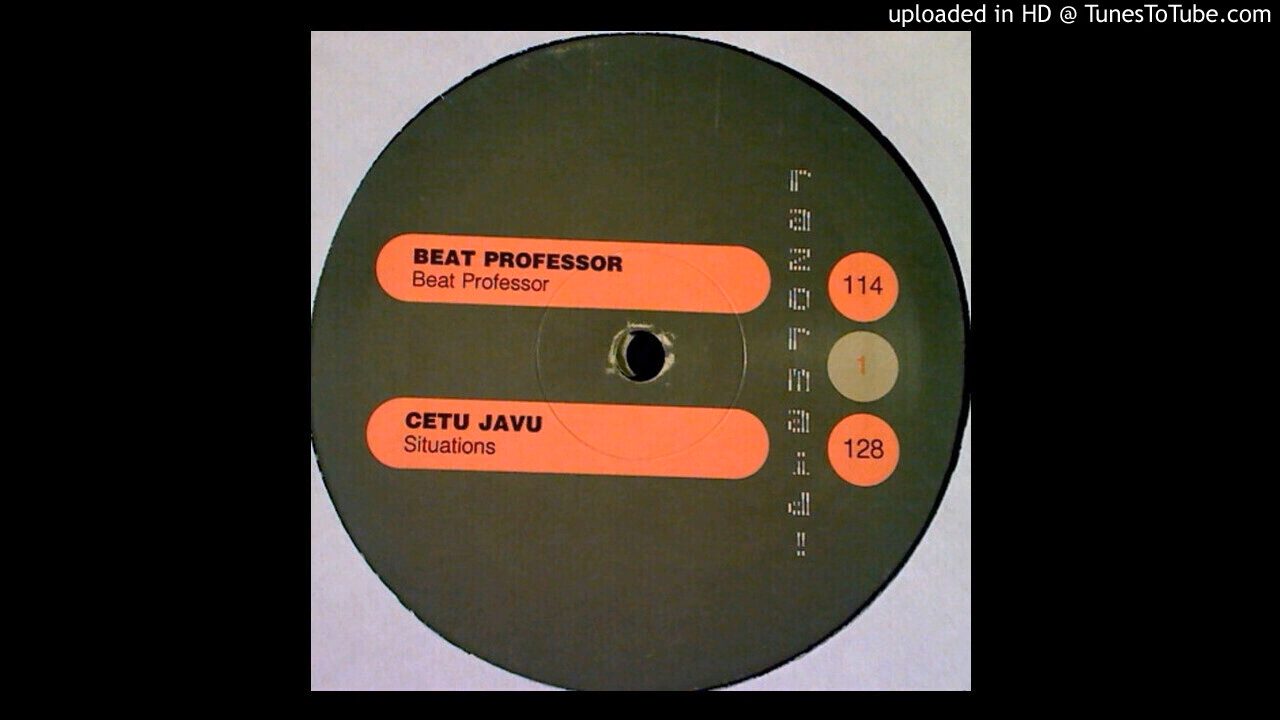 uploaded in HD @ TunesToTube.com
BEAT PROFESSOR
Beat Professor
114
1
CETU JAVU
Situations
128
razormaid!